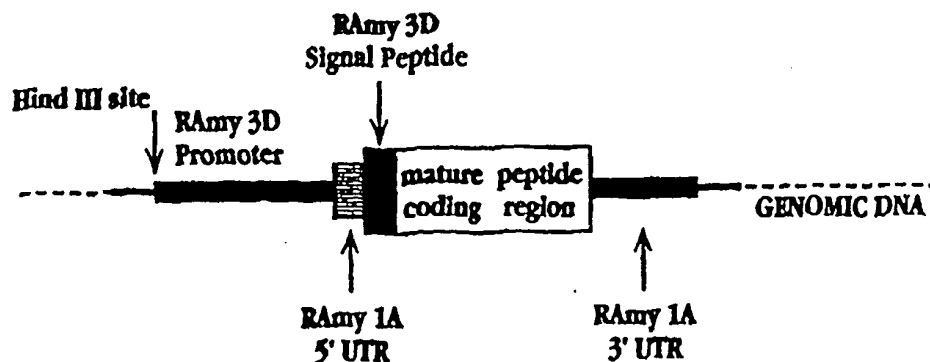 RAmy 3D
Signal Peptide
Hind III site
RAmy 3D
Promoter
mature peptide
coding region
GENOMIC DNA
RAmy 1A
5' UTR
RAmy 1A
3' UTR